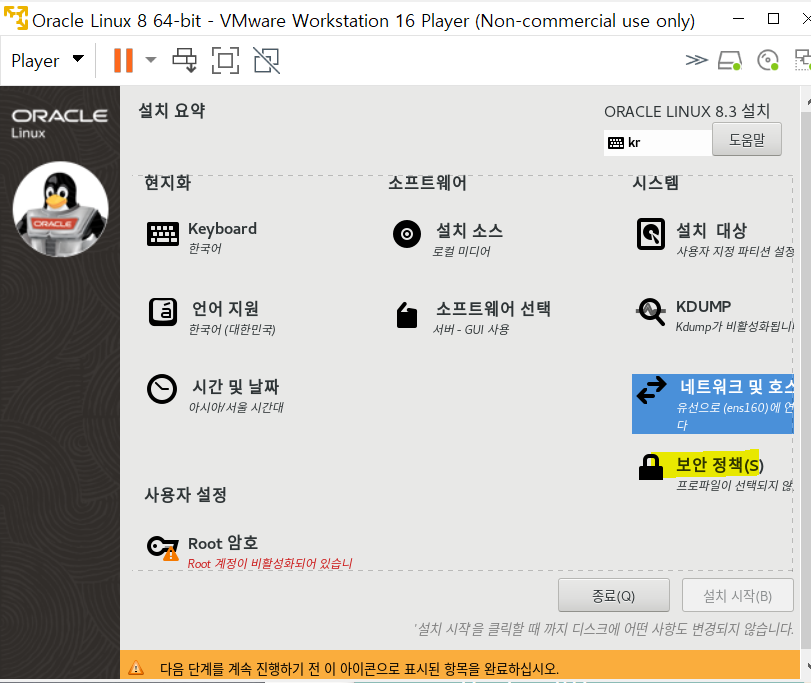 Oracle Linux 8 64-bit - VMware Workstation 16 Player (Non-commercial use only)
Player
ORACLE
Linux
ORACLE
설치 요약
ORACLE LINUX 8.3 설치
kr
도움말
현지화
소프트웨어
시스템
Keyboard
한국어
설치 소스
로컬 미디어
설치 대상
사용자 지정 파티션 설정
언어 지원
한국어 (대한민국)
소프트웨어 선택
서버 - GUI 사용
KDUMP
Kdump가 비활성화됩니
시간 및 날짜
아시아/서울 시간대
네트워크 및 호스
유선으로 (ens160)에 연
다
보안 정책(S)
프로파일이 선택되지 않
사용자 설정
Root 암호
Root 계정이 비활성화되어 있습니
종료(Q)
설치 시작(B)
'설치 시작'을 클릭할 때 까지 디스크에 어떤 사항도 변경되지 않습니다.
다음 단계를 계속 진행하기 전 이 아이콘으로 표시된 항목을 완료하십시오.